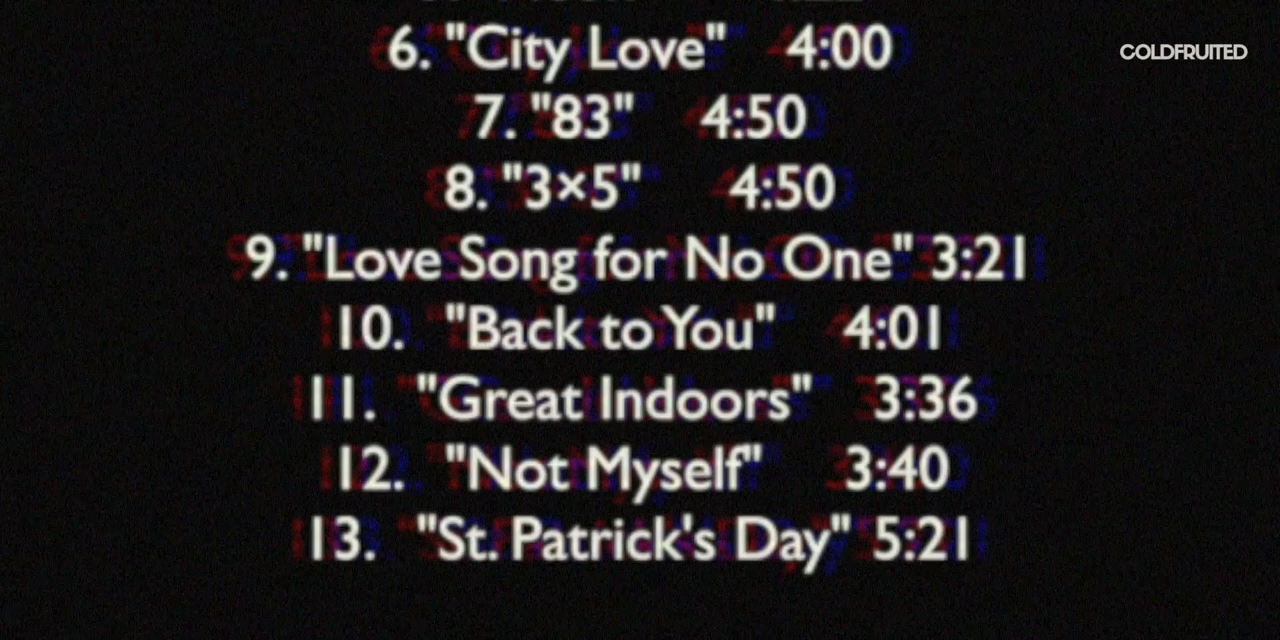 6. "City Love" 4:00
COLDFRUITED
7. "83" 4:50
8. "3×5" 4:50
9. "Love Song for No One" 3:21
10. "Back to You" 4:01
11. "Great Indoors" 3:36
12. "Not Myself" 3:40
13. "St. Patrick's Day" 5:21